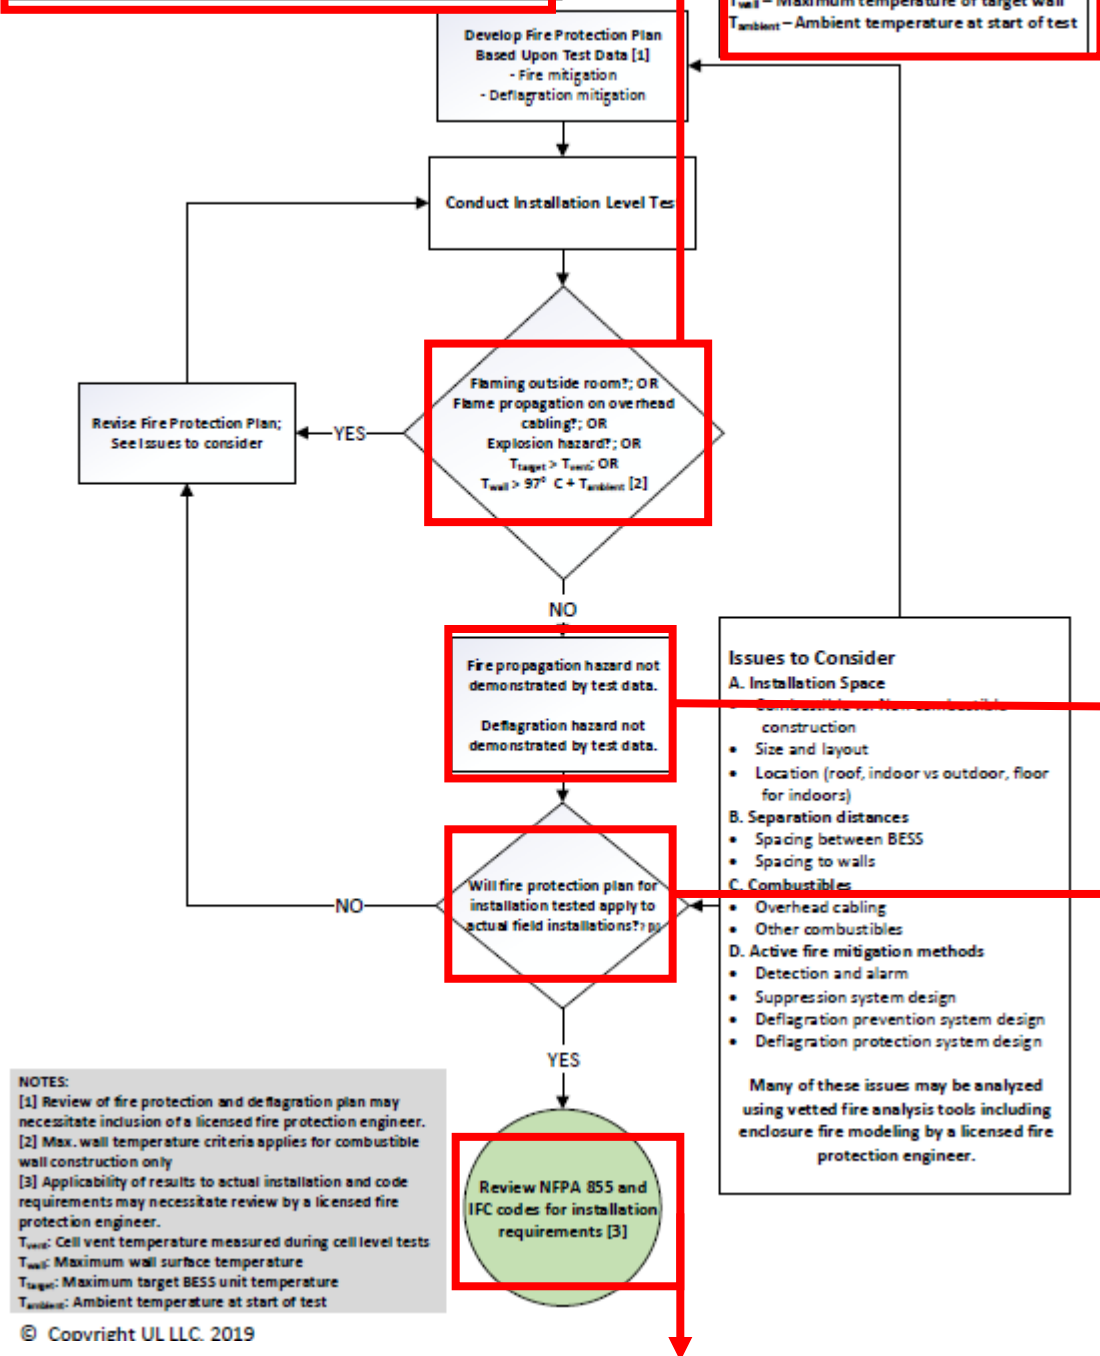 Twall – Maximum temperature of target wall
Tambient – Ambient temperature at start of test
Develop Fire Protection Plan
Based Upon Test Data [1]
- Fire mitigation
- Deflagration mitigation
Conduct Installation Level Tes
Flaming outside room?; OR
Flame propagation on overhead
cabling?; OR
Explosion hazard?; OR
Ttarget > Tvent; OR
Twall > 97° C + Tambient [2]
YES
Revise Fire Protection Plan;
See Issues to consider
NO
Fire propagation hazard not
demonstrated by test data.
Deflagration hazard not
demonstrated by test data.
Will fire protection plan for
installation tested apply to
actual field installations??
NO
YES
Review NFPA 855 and
IFC codes for installation
requirements [3]
Issues to Consider
A. Installation Space
• Combustible vs. Non-combustible
construction
• Size and layout
• Location (roof, indoor vs outdoor, floor
for indoors)
B. Separation distances
• Spacing between BESS
• Spacing to walls
C. Combustibles
• Overhead cabling
• Other combustibles
D. Active fire mitigation methods
• Detection and alarm
• Suppression system design
• Deflagration prevention system design
• Deflagration protection system design
Many of these issues may be analyzed
using vetted fire analysis tools including
enclosure fire modeling by a licensed fire
protection engineer.
NOTES:
[1] Review of fire protection and deflagration plan may
necessitate inclusion of a licensed fire protection engineer.
[2] Max. wall temperature criteria applies for combustible
wall construction only
[3] Applicability of results to actual installation and code
requirements may necessitate review by a licensed fire
protection engineer.
Tvent: Cell vent temperature measured during cell level tests
Twall: Maximum wall surface temperature
Ttarget: Maximum target BESS unit temperature
Tambient: Ambient temperature at start of test
© Copyright UL LLC, 2019